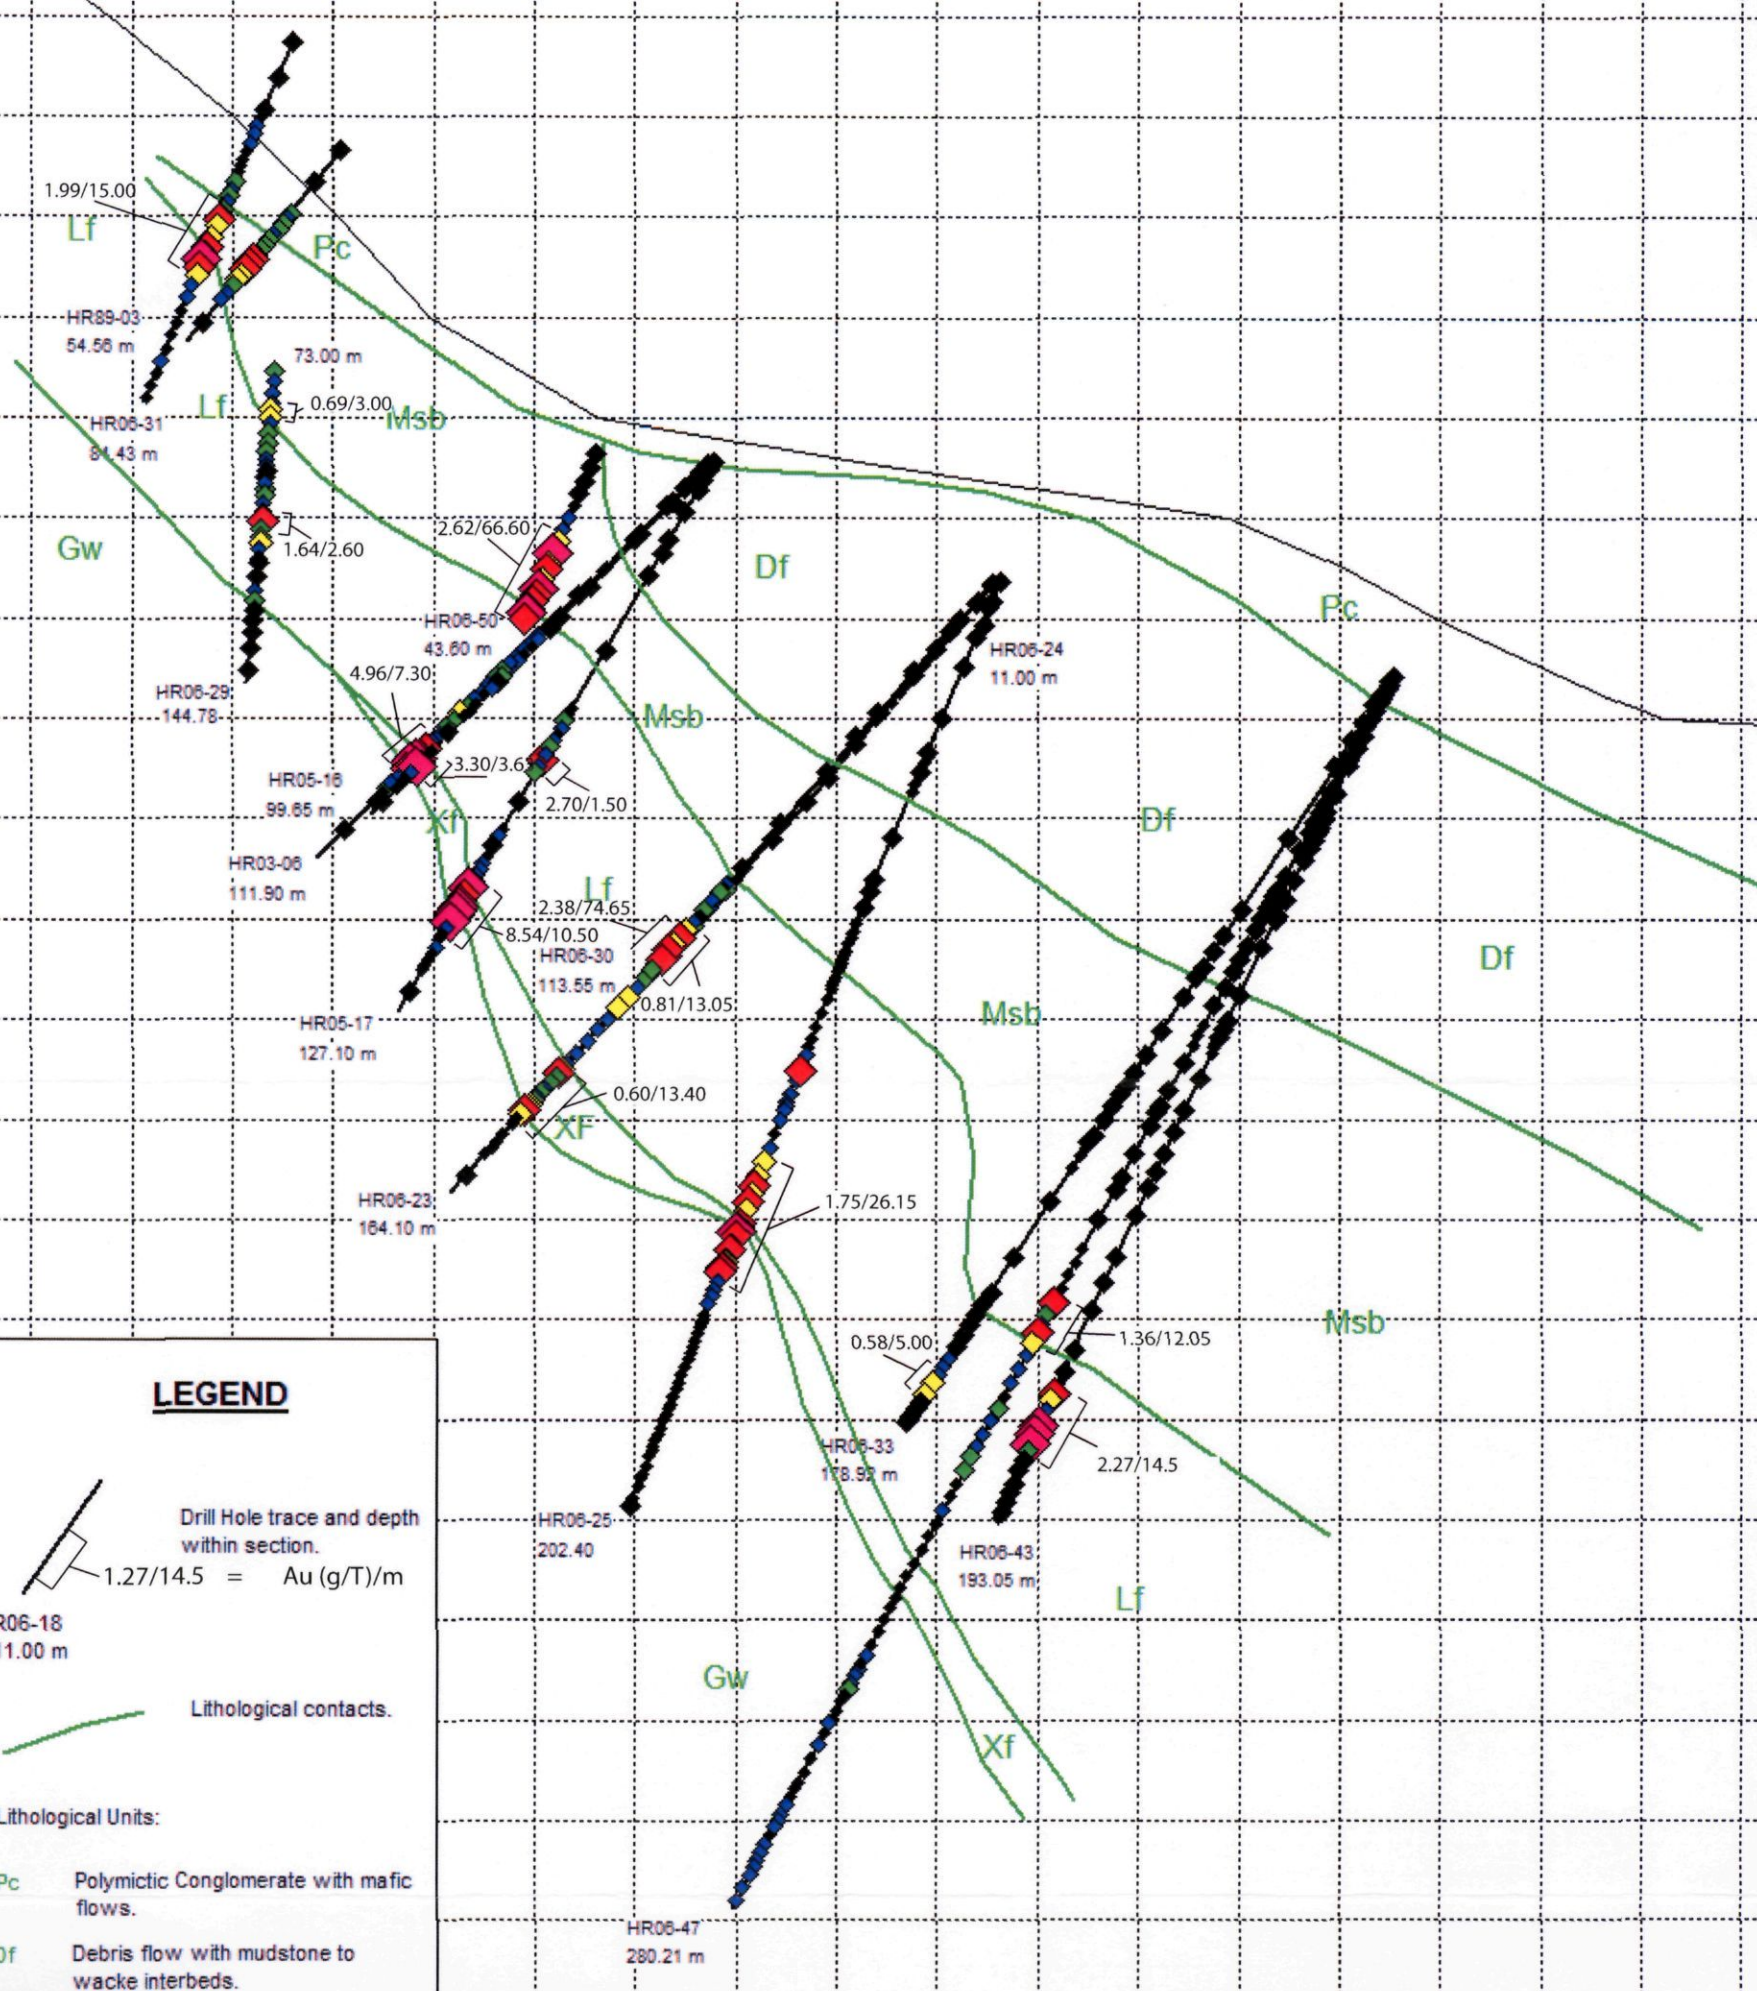 1.99/15.00
Lf
Pc
HR89-03
54.56 m
73.00 m
Lf
0.69/3.00
Msb
HR06-31
84.43 m
Gw
1.64/2.60
2.62/66.60
Df
HR06-50
43.60 m
Pc
HR06-24
11.00 m
4.96/7.30
HR06-29
144.78
Msb
3.30/3.6
HR05-16
99.65 m
2.70/1.50
Xf
Df
HR03-06
111.90 m
Lf
2.38/74.65
8.54/10.50
HR06-30
113.55 m
Df
0.81/13.05
Msb
HR05-17
127.10 m
0.60/13.40
XF
HR06-23
164.10 m
1.75/26.15
Msb
0.58/5.00
1.36/12.05
HR06-33
178.92 m
2.27/14.5
HR06-25
202.40
HR06-43
193.05 m
Lf
Gw
Xf
HR06-47
280.21 m
LEGEND
Drill Hole trace and depth
within section.
1.27/14.5 = Au (g/T)/m
R06-18
11.00 m
Lithological contacts.
Lithological Units:
Pc Polymictic Conglomerate with mafic
flows.
Df Debris flow with mudstone to
wacke interbeds.